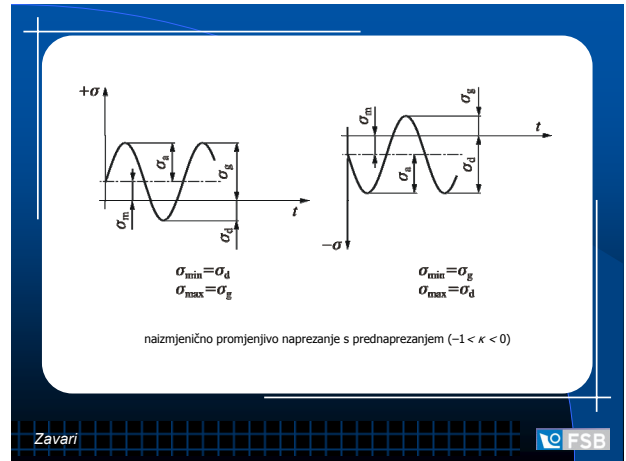 +σ
σa
σg
σm
σd
t
σmin=σd
σmax=σg
σm
σg
t
σa
σd
−σ
σmin=σg
σmax=σd
naizmjenično promjenjivo naprezanje s prednaprezanjem (−1 < κ < 0)
Zavari
FSB